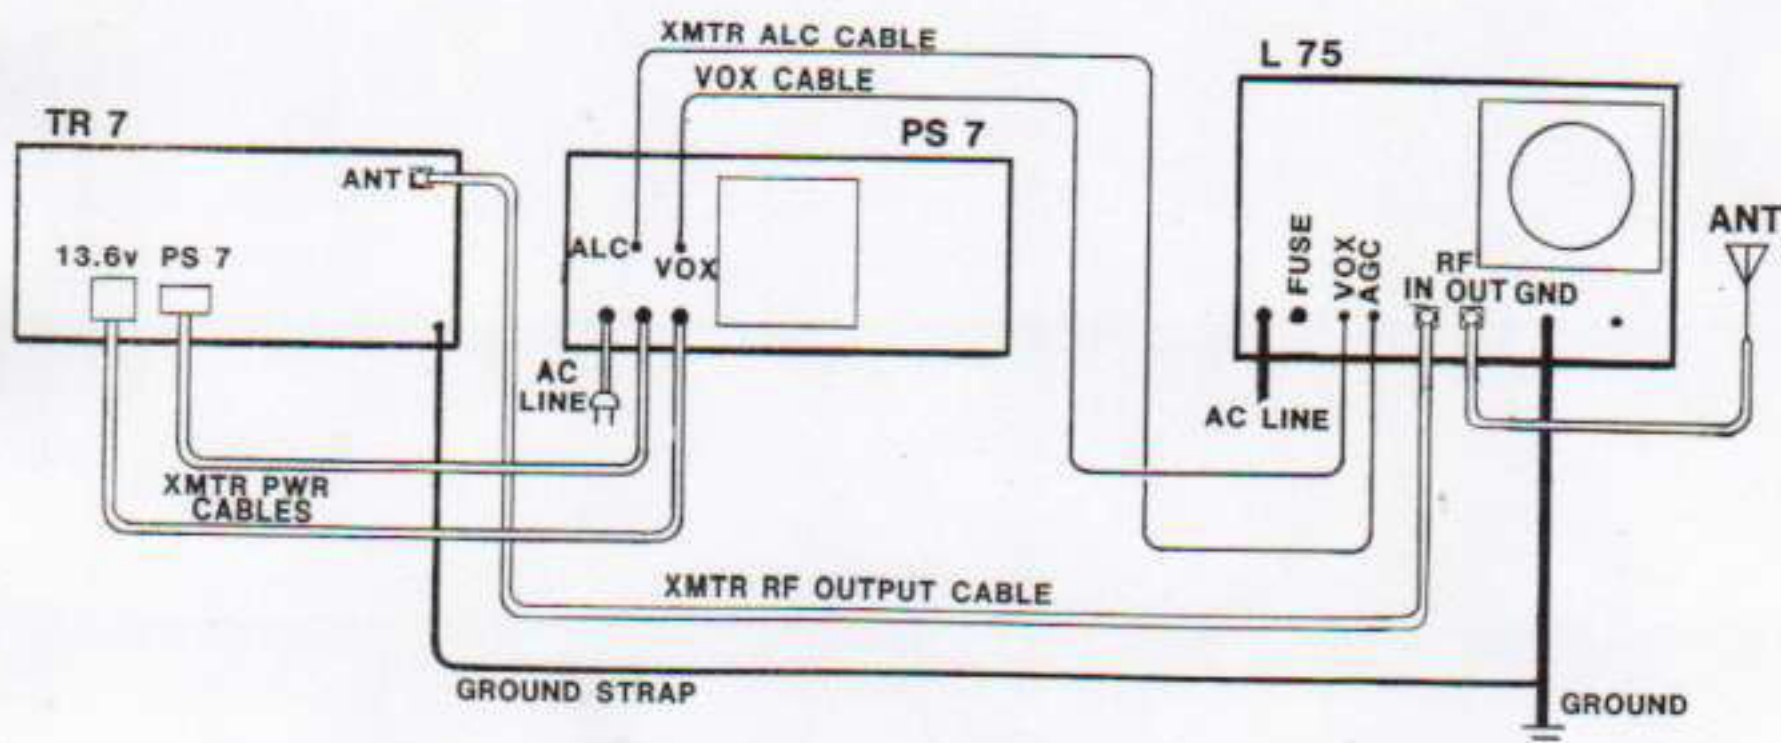 XMTR ALC CABLE
VOX CABLE
L 75
TR 7
PS 7
ANT
ALC
VOX
13.6v PS 7
FUSE
VOX
AGC
RF
IN OUT GND
ANT
AC
LINE
AC LINE
XMTR PWR
CABLES
XMTR RF OUTPUT CABLE
GROUND STRAP
GROUND